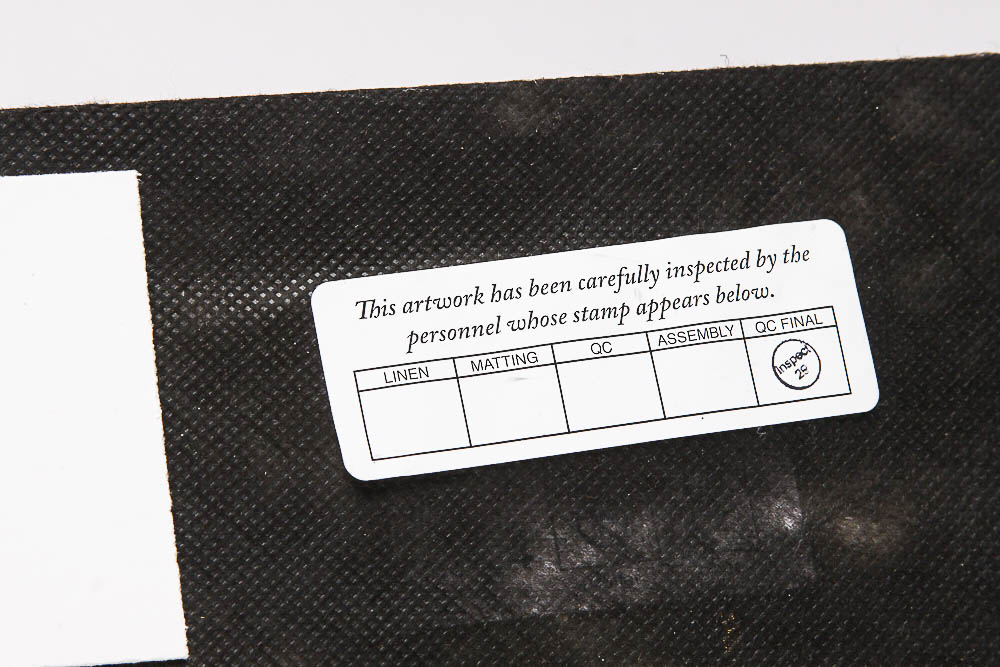 This artwork has been carefully inspected by the
personnel whose stamp appears below.
LINEN MATTING QC ASSEMBLY QC FINAL
Inspect